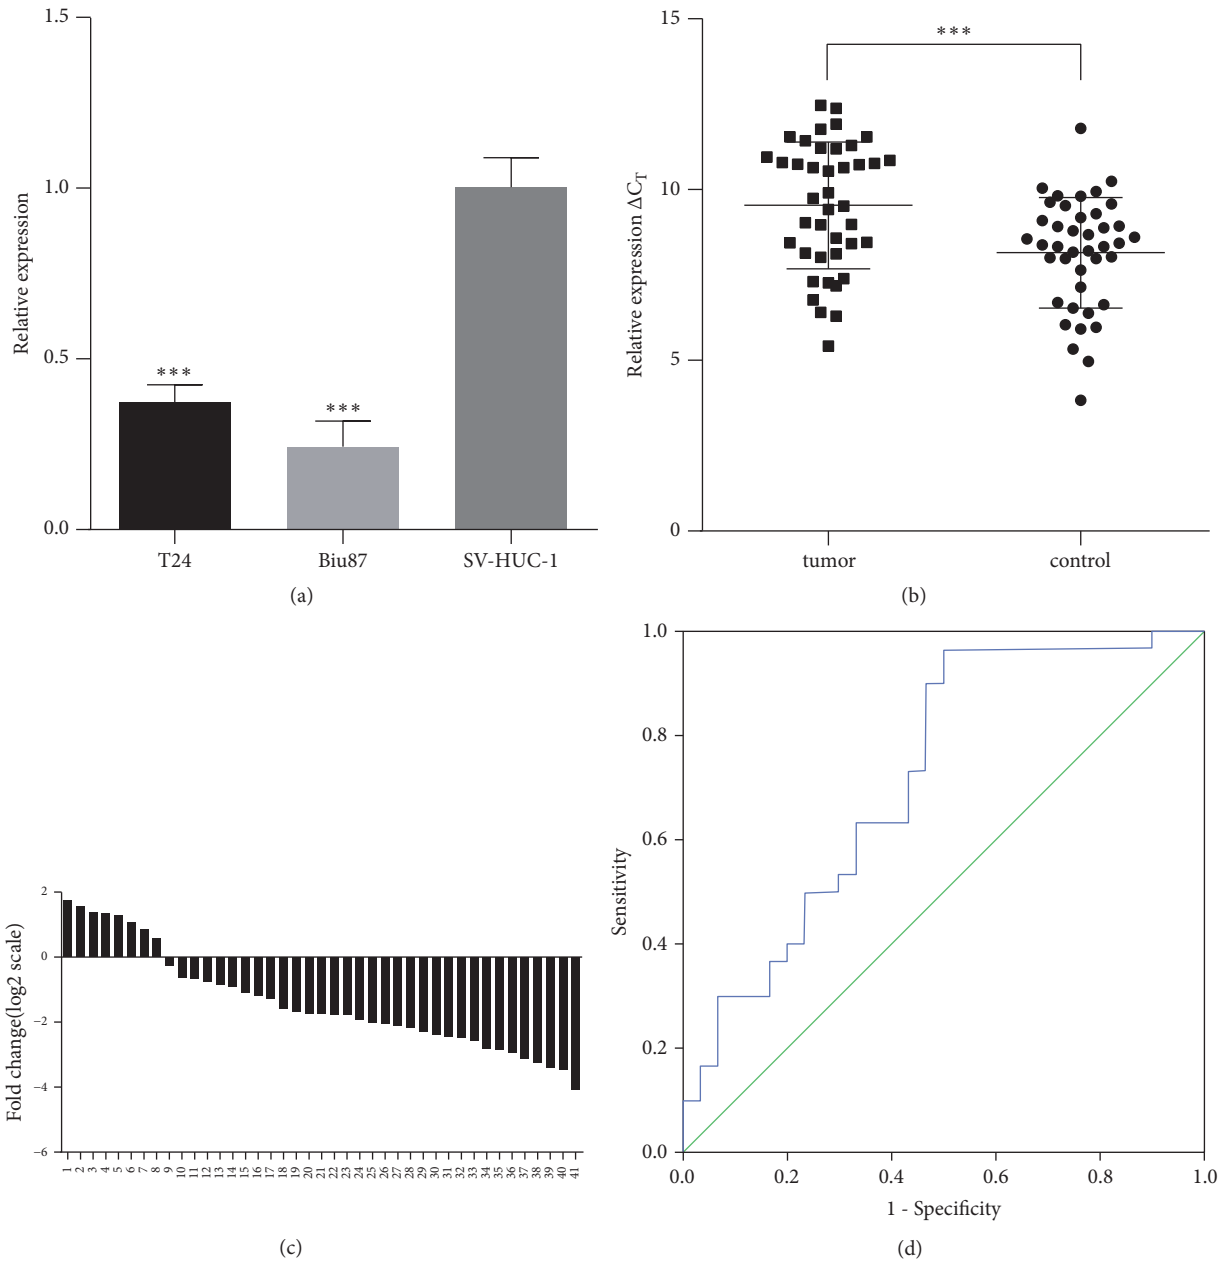 1.5
1.0
0.5
0.0
Relative expression
***
***
T24 Biu87 SV-HUC-1
(a)
15
10
5
0
Relative expression ΔCT
***
tumor control
(b)
2
0
−2
−4
−6
Fold change(log2 scale)
1 2 3 4 5 6 7 8 9 10 11 12 13 14 15 16 17 18 19 20 21 22 23 24 25 26 27 28 29 30 31 32 33 34 35 36 37 38 39 40 41
(c)
1.0
0.8
0.6
0.4
0.2
0.0
Sensitivity
0.0 0.2 0.4 0.6 0.8 1.0
1 - Specificity
(d)